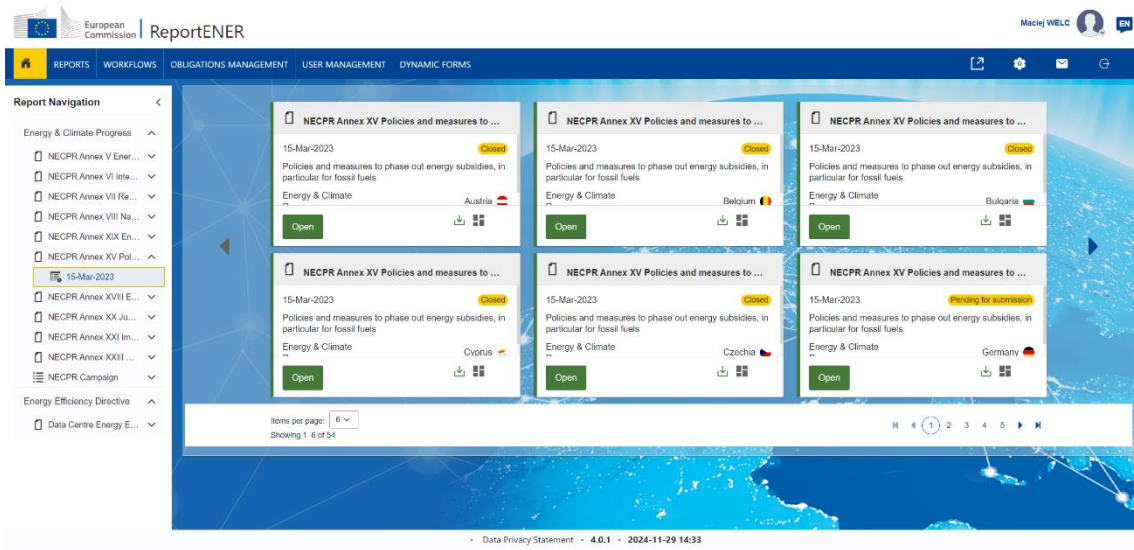 European
Commission
ReportENER
Maciej WELC
EN
REPORTS WORKFLOWS OBLIGATIONS MANAGEMENT USER MANAGEMENT DYNAMIC FORMS
Report Navigation
Energy & Climate Progress
NECPR Annex V Ener...
NECPR Annex VI Inte...
NECPR Annex VII Re...
NECPR Annex VIII Na...
NECPR Annex XIX En...
NECPR Annex XV Pol...
15-Mar-2023
NECPR Annex XVIII E...
NECPR Annex XX Ju...
NECPR Annex XXI Im...
NECPR Annex XXIII ...
NECPR Campaign
Energy Efficiency Directive
Data Centre Energy E...
NECPR Annex XV Policies and measures to ...
15-Mar-2023 Closed
Policies and measures to phase out energy subsidies, in
particular for fossil fuels
Energy & Climate
Austria
Open
NECPR Annex XV Policies and measures to ...
15-Mar-2023 Closed
Policies and measures to phase out energy subsidies, in
particular for fossil fuels
Energy & Climate
Belgium
Open
NECPR Annex XV Policies and measures to ...
15-Mar-2023 Closed
Policies and measures to phase out energy subsidies, in
particular for fossil fuels
Energy & Climate
Bulgaria
Open
NECPR Annex XV Policies and measures to ...
15-Mar-2023 Closed
Policies and measures to phase out energy subsidies, in
particular for fossil fuels
Energy & Climate
Cyprus
Open
NECPR Annex XV Policies and measures to ...
15-Mar-2023 Closed
Policies and measures to phase out energy subsidies, in
particular for fossil fuels
Energy & Climate
Czechia
Open
NECPR Annex XV Policies and measures to ...
15-Mar-2023 Pending for submission
Policies and measures to phase out energy subsidies, in
particular for fossil fuels
Energy & Climate
Germany
Open
Items per page: 6
Showing 1-6 of 54
1 2 3 4 5
• Data Privacy Statement • 4.0.1 • 2024-11-29 14:33